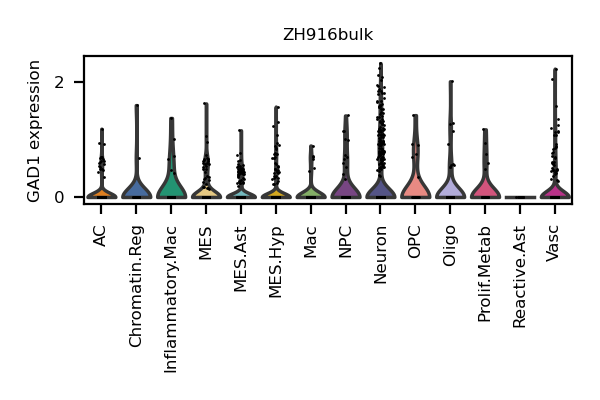 ZH916bulk
GAD1 expression
2
0
AC
Chromatin.Reg
Inflammatory.Mac
MES
MES.Ast
MES.Hyp
Mac
NPC
Neuron
OPC
Oligo
Prolif.Metab
Reactive.Ast
Vasc